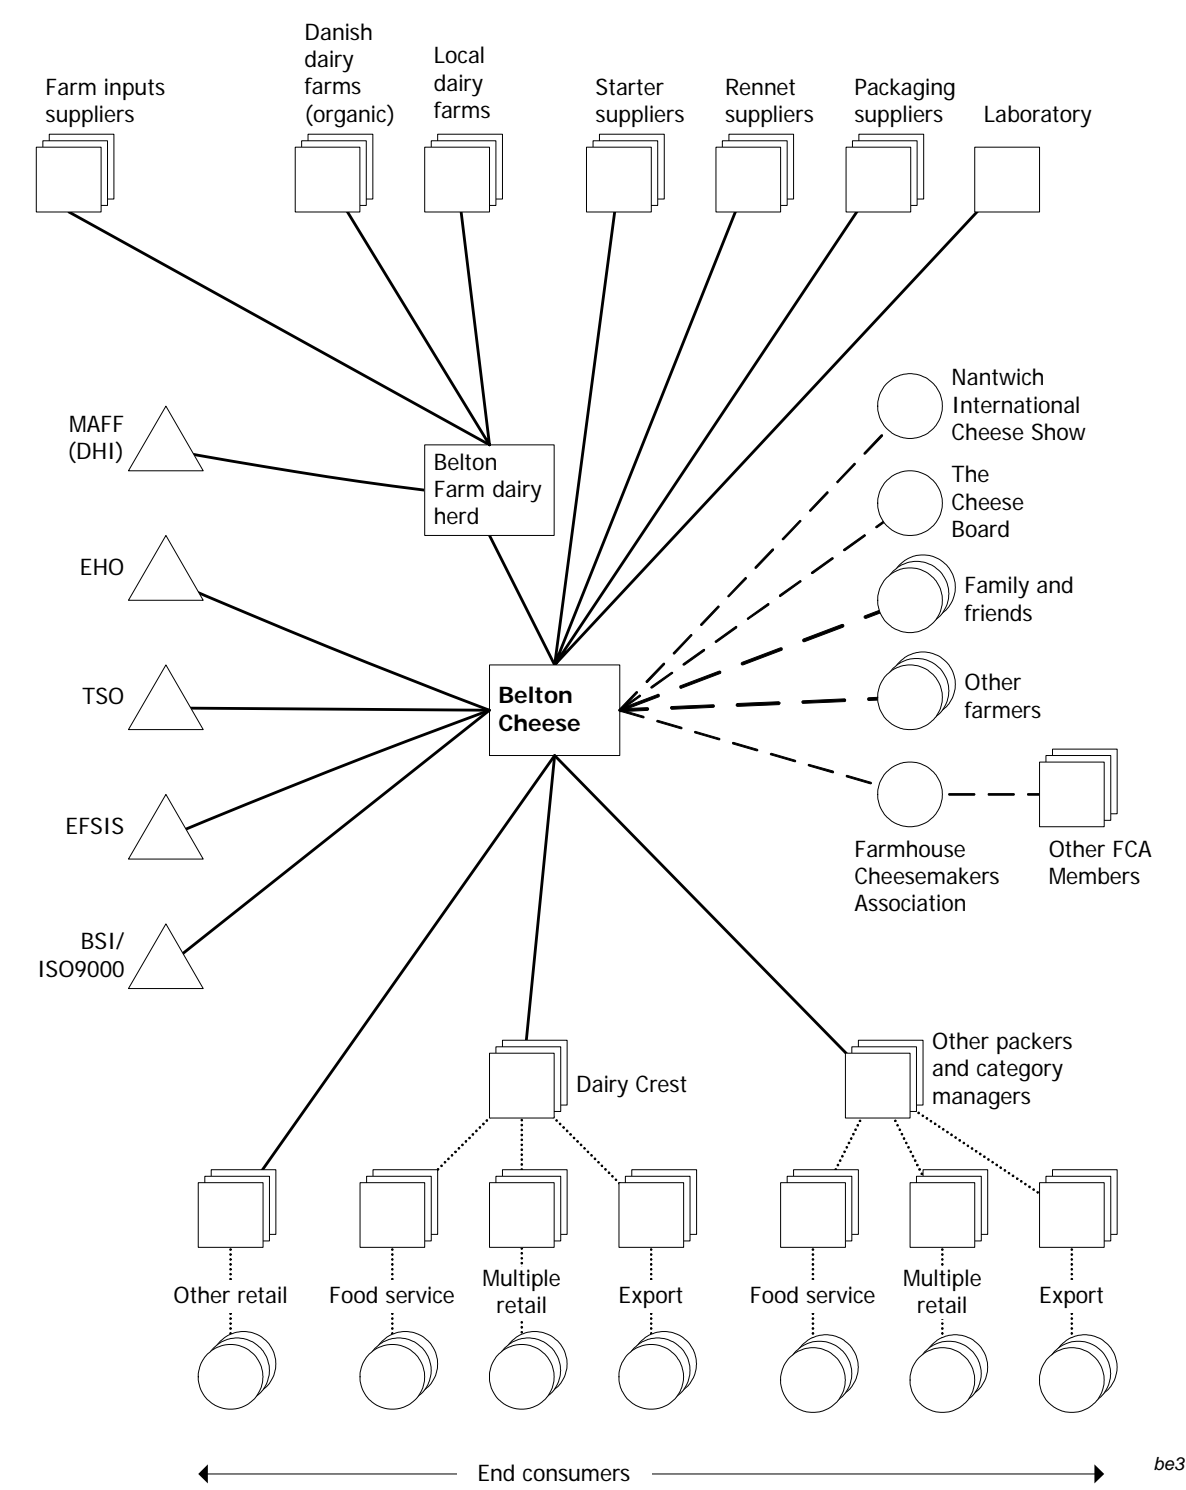 Farm inputs
suppliers
Danish
dairy
farms
(organic)
Local
dairy
farms
Starter
suppliers
Rennet
suppliers
Packaging
suppliers
Laboratory
MAFF
(DHI)
Belton
Farm dairy
herd
Nantwich
International
Cheese Show
The
Cheese
Board
EHO
Family and
friends
TSO
Belton
Cheese
Other
farmers
EFSIS
Farmhouse
Cheesemakers
Association
Other FCA
Members
BSI/
ISO9000
Dairy Crest
Other packers
and category
managers
Other retail
Food service
Multiple
retail
Export
Food service
Multiple
retail
Export
End consumers
be3